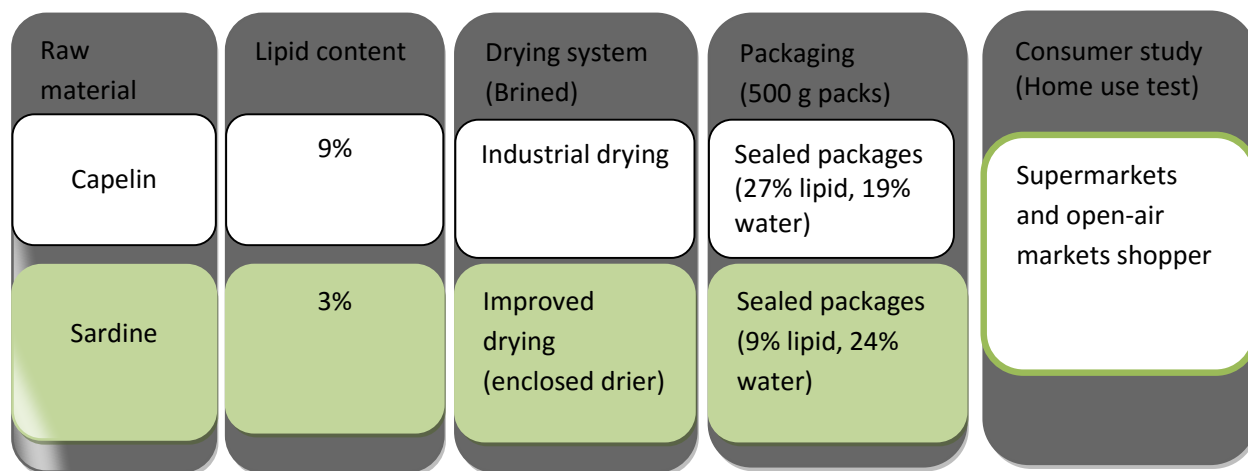 Raw
material
Lipid content
Drying system
(Brined)
Packaging
(500 g packs)
Consumer study
(Home use test)
Capelin
9%
Industrial drying
Sealed packages
(27% lipid, 19%
water)
Supermarkets
and open-air
markets shopper
Sardine
3%
Improved
drying
(enclosed drier)
Sealed packages
(9% lipid, 24%
water)